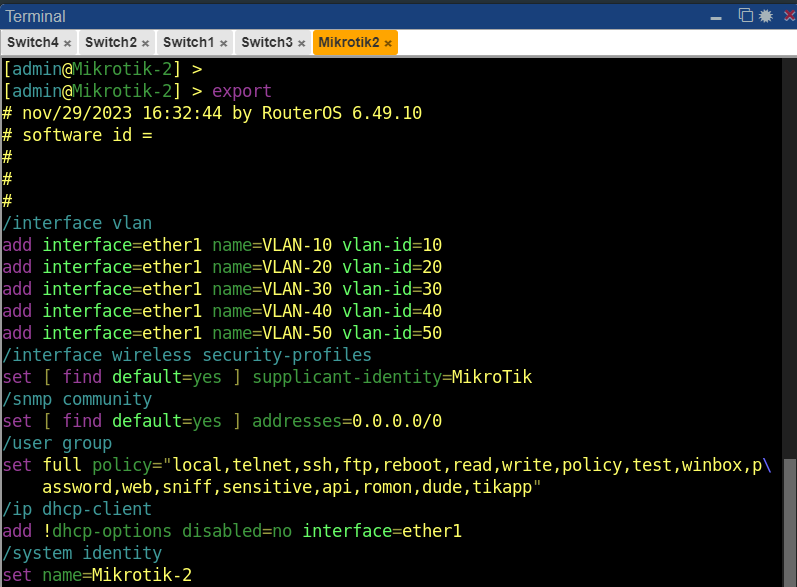 Terminal
Switch4 × Switch2 × Switch1 × Switch3 × Mikrotik2 ×
[admin@Mikrotik-2] >
[admin@Mikrotik-2] > export
# nov/29/2023 16:32:44 by RouterOS 6.49.10
# software id =
#
#
#
/interface vlan
add interface=ether1 name=VLAN-10 vlan-id=10
add interface=ether1 name=VLAN-20 vlan-id=20
add interface=ether1 name=VLAN-30 vlan-id=30
add interface=ether1 name=VLAN-40 vlan-id=40
add interface=ether1 name=VLAN-50 vlan-id=50
/interface wireless security-profiles
set [ find default=yes ] supplicant-identity=MikroTik
/snmp community
set [ find default=yes ] addresses=0.0.0.0/0
/user group
set full policy="local,telnet,ssh,ftp,reboot,read,write,policy,test,winbox,p\
    assword,web,sniff,sensitive,api,romon,dude,tikapp"
/ip dhcp-client
add !dhcp-options disabled=no interface=ether1
/system identity
set name=Mikrotik-2